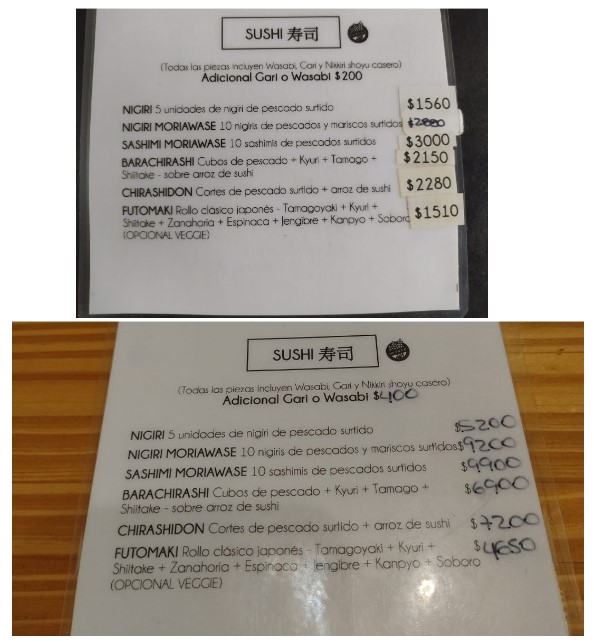 SUSHI 寿司
(Todas las piezas incluyen Wasabi, Gari y Nikkiri shoyu casero)
Adicional Gari o Wasabi $200
NIGIRI 5 unidades de nigiri de pescado surtido $1560
NIGIRI MORIAWASE 10 nigiris de pescados y mariscos surtidos $2880
SASHIMI MORIAWASE 10 sashimis de pescados surtidos $3000
BARACHIRASHI Cubos de pescado + Kyuri + Tamago + $2150
Shiitake - sobre arroz de sushi
CHIRASHIDON Cortes de pescado surtido + arroz de sushi $2280
FUTOMAKI Rollo clásico japonés - Tamagoyaki + Kyuri + $1510
Shiitake + Zanahoria + Espinaca + Jengibre + Kanpyo + Soboro
(OPCIONAL VEGGIE)
SUSHI 寿司
(Todas las piezas incluyen Wasabi, Gari y Nikkiri shoyu casero)
Adicional Gari o Wasabi $400
NIGIRI 5 unidades de nigiri de pescado surtido $5200
NIGIRI MORIAWASE 10 nigiris de pescados y mariscos surtidos $9200
SASHIMI MORIAWASE 10 sashimis de pescados surtidos $9900
BARACHIRASHI Cubos de pescado + Kyuri + Tamago + $6900
Shiitake - sobre arroz de sushi
CHIRASHIDON Cortes de pescado surtido + arroz de sushi $7200
FUTOMAKI Rollo clásico japonés - Tamagoyaki + Kyuri + $4650
Shiitake + Zanahoria + Espinaca + Jengibre + Kanpyo + Soboro
(OPCIONAL VEGGIE)